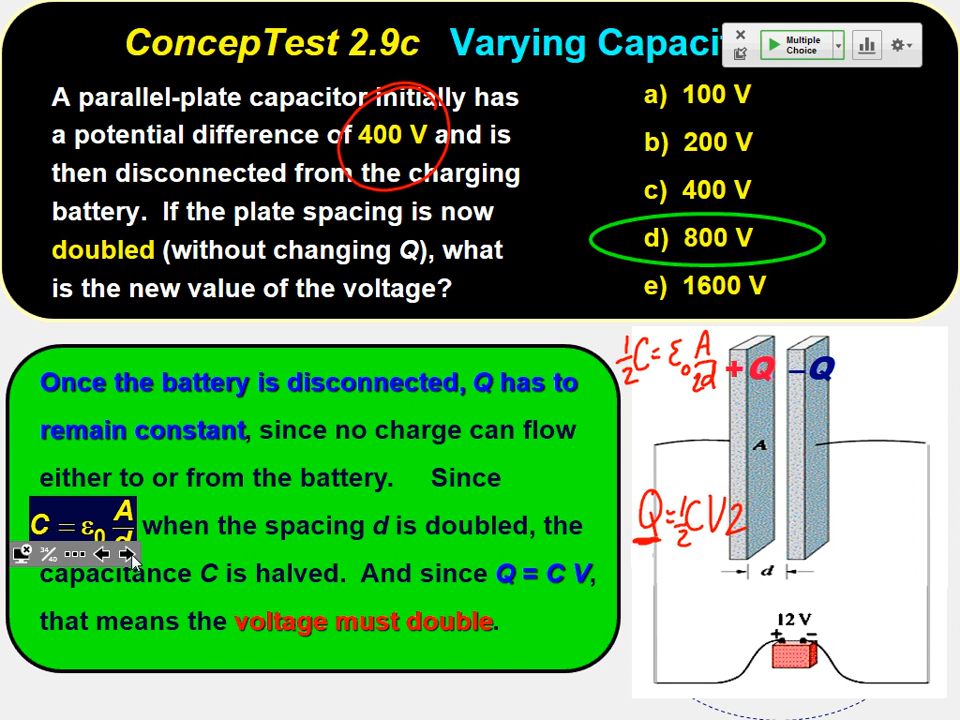 ConcepTest 2.9c Varying Capaci
Multiple
Choice
A parallel-plate capacitor initially has
a potential difference of 400 V and is
then disconnected from the charging
battery. If the plate spacing is now
doubled (without changing Q), what
is the new value of the voltage?
a) 100 V
b) 200 V
c) 400 V
d) 800 V
e) 1600 V
Once the battery is disconnected, Q has to
remain constant, since no charge can flow
either to or from the battery. Since
C = ε0 A/d when the spacing d is doubled, the
34/40
capacitance C is halved. And since Q = C V,
that means the voltage must double.
½C = ε0 A/2d
+Q –Q
A
Q=½CV2
d
12 V
+ –